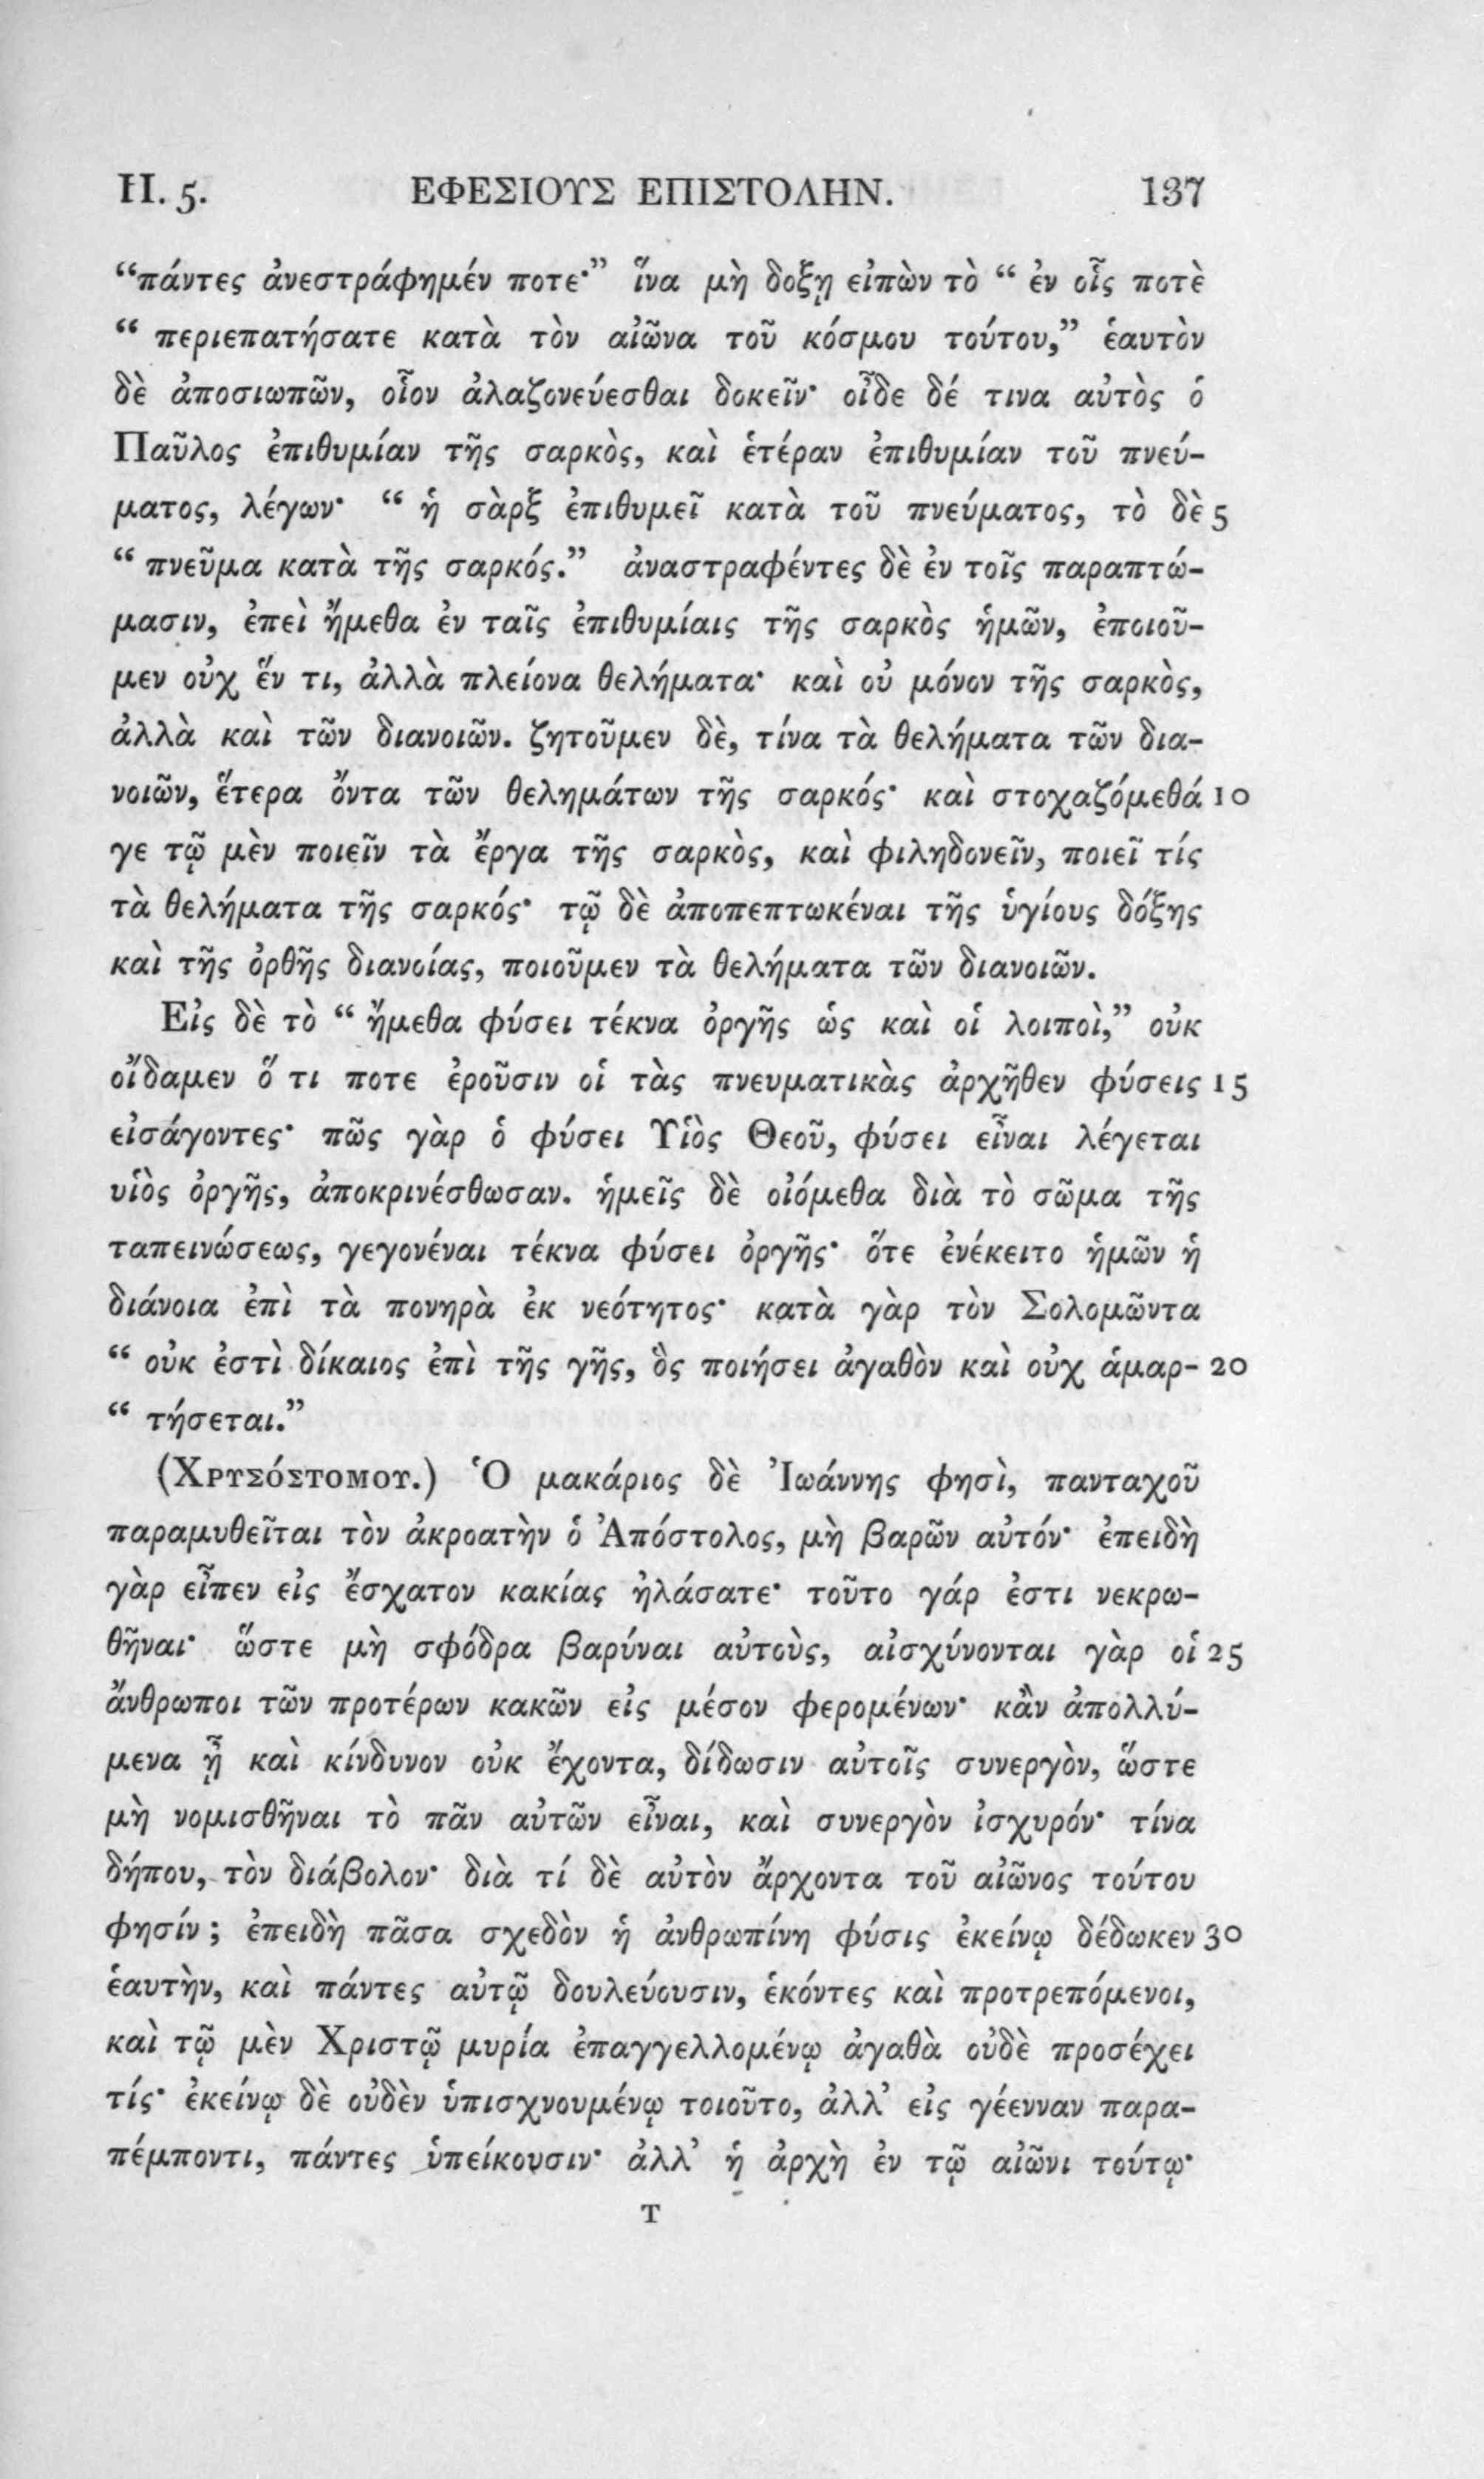 II. 5. ΕΦΕΣΙΟΥΣ ΕΠΙΣΤΟΛΗΝ. 137
“πάντες ἀνεστράφημέν ποτε·” ἵνα μὴ δοξῃ εἰπὼν τὸ “ ἐν οἷς ποτὲ
“ περιεπατήσατε κατὰ τὸν αἰῶνα τοῦ κόσμου τούτου,” ἑαυτὸν
δὲ ἀποσιωπῶν, οἷον ἀλαζονεύεσθαι δοκεῖν· οἶδε δέ τινα αὐτὸς ὁ
Παῦλος ἐπιθυμίαν τῆς σαρκὸς, καὶ ἑτέραν ἐπιθυμίαν τοῦ πνεύ-
ματος, λέγων· “ ἡ σὰρξ ἐπιθυμεῖ κατὰ τοῦ πνεύματος, τὸ δὲ 5
“ πνεῦμα κατὰ τῆς σαρκός.” ἀναστραφέντες δὲ ἐν τοῖς παραπτώ-
μασιν, ἐπεὶ ἤμεθα ἐν ταῖς ἐπιθυμίαις τῆς σαρκὸς ἡμῶν, ἐποιοῦ-
μεν οὐχ ἕν τι, ἀλλὰ πλείονα θελήματα· καὶ οὐ μόνον τῆς σαρκὸς,
ἀλλὰ καὶ τῶν διανοιῶν. ζητοῦμεν δὲ, τίνα τὰ θελήματα τῶν δια-
νοιῶν, ἕτερα ὄντα τῶν θελημάτων τῆς σαρκός· καὶ στοχαζόμεθά 10
γε τῷ μὲν ποιεῖν τὰ ἔργα τῆς σαρκὸς, καὶ φιληδονεῖν, ποιεῖ τίς
τὰ θελήματα τῆς σαρκός· τῷ δὲ ἀποπεπτωκέναι τῆς ὑγίους δόξης
καὶ τῆς ὀρθῆς διανοίας, ποιοῦμεν τὰ θελήματα τῶν διανοιῶν.
Εἰς δὲ τὸ “ ἤμεθα φύσει τέκνα ὀργῆς ὡς καὶ οἱ λοιποὶ,” οὐκ
οἴδαμεν ὅ τι ποτε ἐροῦσιν οἱ τὰς πνευματικὰς ἀρχῆθεν φύσεις 15
εἰσάγοντες· πῶς γὰρ ὁ φύσει Υἱὸς Θεοῦ, φύσει εἶναι λέγεται
υἱὸς ὀργῆς, ἀποκρινέσθωσαν. ἡμεῖς δὲ οἰόμεθα διὰ τὸ σῶμα τῆς
ταπεινώσεως, γεγονέναι τέκνα φύσει ὀργῆς· ὅτε ἐνέκειτο ἡμῶν ἡ
διάνοια ἐπὶ τὰ πονηρὰ ἐκ νεότητος· κατὰ γὰρ τὸν Σολομῶντα
“ οὐκ ἐστὶ δίκαιος ἐπὶ τῆς γῆς, ὃς ποιήσει ἀγαθὸν καὶ οὐχ ἁμαρ- 20
“ τήσεται.”
(Χρυσόστομου.) Ὁ μακάριος δὲ Ἰωάννης φησὶ, πανταχοῦ
παραμυθεῖται τὸν ἀκροατὴν ὁ Ἀπόστολος, μὴ βαρῶν αὐτόν· ἐπειδὴ
γὰρ εἶπεν εἰς ἔσχατον κακίας ἠλάσατε· τοῦτο γάρ ἐστι νεκρω-
θῆναι· ὥστε μὴ σφόδρα βαρύναι αὐτοὺς, αἰσχύνονται γὰρ οἱ 25
ἄνθρωποι τῶν προτέρων κακῶν εἰς μέσον φερομένων· κἂν ἀπολλύ-
μενα ᾖ καὶ κίνδυνον οὐκ ἔχοντα, δίδωσιν αὐτοῖς συνεργὸν, ὥστε
μὴ νομισθῆναι τὸ πᾶν αὐτῶν εἶναι, καὶ συνεργὸν ἰσχυρόν· τίνα
δήπου, τὸν διάβολον· διὰ τί δὲ αὐτὸν ἄρχοντα τοῦ αἰῶνος τούτου
φησίν ; ἐπειδὴ πᾶσα σχεδὸν ἡ ἀνθρωπίνη φύσις ἐκείνῳ δέδωκεν 30
ἑαυτὴν, καὶ πάντες αὐτῷ δουλεύουσιν, ἑκόντες καὶ προτρεπόμενοι,
καὶ τῷ μὲν Χριστῷ μυρία ἐπαγγελλομένῳ ἀγαθὰ οὐδὲ προσέχει
τίς· ἐκείνῳ δὲ οὐδὲν ὑπισχνουμένῳ τοιοῦτο, ἀλλ’ εἰς γέενναν παρα-
πέμποντι, πάντες ὑπείκουσιν· ἀλλ’ ἡ ἀρχὴ ἐν τῷ αἰῶνι τούτῳ·
T